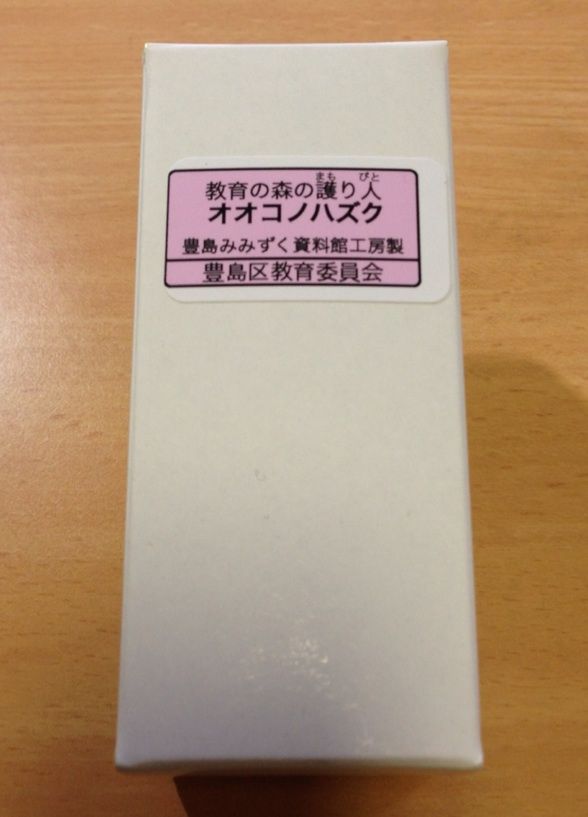 教育の森の護り人
オオコノハズク
豊島みみずく資料館工房製
豊島区教育委員会